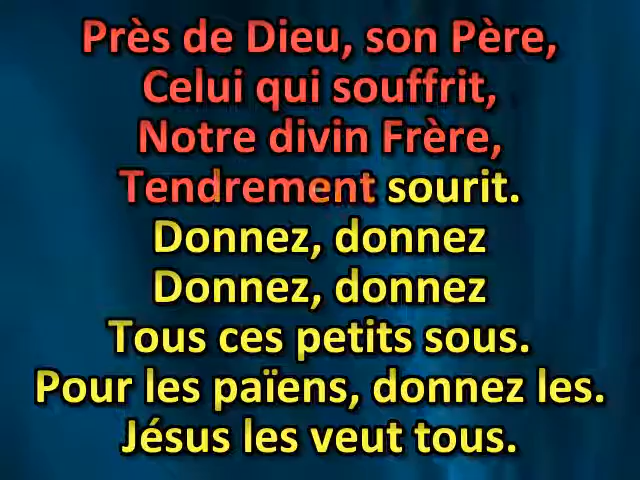 Près de Dieu, son Père,
Celui qui souffrit,
Notre divin Frère,
Tendrement sourit.
Donnez, donnez
Donnez, donnez
Tous ces petits sous.
Pour les païens, donnez les.
Jésus les veut tous.